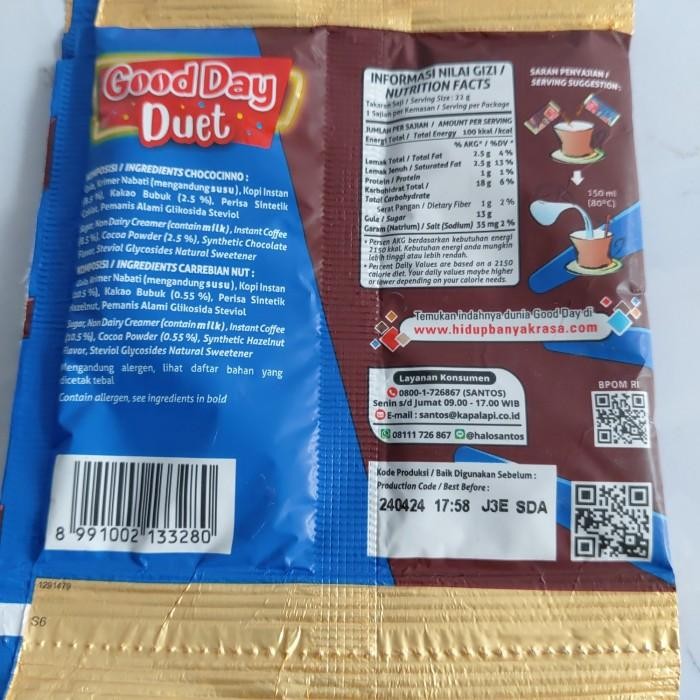 Good Day
Duet
KOMPOSISI / INGREDIENTS CHOCOCINNO :
Gula, Krimer Nabati (mengandung susu), Kopi Instan
(8.5 %), Kakao Bubuk (2.5 %), Perisa Sintetik
Coklat, Pemanis Alami Glikosida Steviol
Sugar, Non Dairy Creamer (contain milk), Instant Coffee
(8.5 %), Cocoa Powder (2.5 %), Synthetic Chocolate
Flavor, Steviol Glycosides Natural Sweetener
KOMPOSISI / INGREDIENTS CARREBIAN NUT :
Gula, Krimer Nabati (mengandung susu), Kopi Instan
(10.5 %), Kakao Bubuk (0.55 %), Perisa Sintetik
Hazelnut, Pemanis Alami Glikosida Steviol
Sugar, Non Dairy Creamer (contain milk), Instant Coffee
(10.5 %), Cocoa Powder (0.55 %), Synthetic Hazelnut
Flavor, Steviol Glycosides Natural Sweetener
Mengandung alergen, lihat daftar bahan yang
dicetak tebal
Contain allergen, see ingredients in bold
8 991002 133280
1291479
S6
INFORMASI NILAI GIZI /
NUTRITION FACTS
Takaran Saji / Serving Size : 22 g
1 Sajian per Kemasan / Serving per Package
JUMLAH PER SAJIAN / AMOUNT PER SERVING
Energi Total / Total Energy 100 kkal /kcal
% AKG* / %DV*
Lemak Total / Total Fat 2.5 g 4 %
Lemak Jenuh / Saturated Fat 2.5 g 13 %
Protein / Protein 1 g 1 %
Karbohidrat Total / 18 g 6 %
Total Carbohydrate
Serat Pangan / Dietary Fiber 1 g 2 %
Gula / Sugar 13 g
Garam (Natrium) / Salt (Sodium) 35 mg 2 %
* Persen AKG berdasarkan kebutuhan energi
2150 kkal. Kebutuhan energi anda mungkin
lebih tinggi atau lebih rendah.
* Percent Daily Values are based on a 2150
calorie diet. Your daily values maybe higher
or lower depending on your calorie needs.
SARAN PENYAJIAN /
SERVING SUGGESTION :
150 ml
(80°C)
Temukan indahnya dunia Good Day di
www.hidupbanyakrasa.com
Layanan Konsumen
0800-1-726867 (SANTOS)
Senin s/d Jumat 09.00 - 17.00 WIB
E-mail : santos@kapalapi.co.id
08111 726 867 @halosantos
BPOM RI
Kode Produksi / Baik Digunakan Sebelum :
Production Code / Best Before :
240424 17:58 J3E SDA